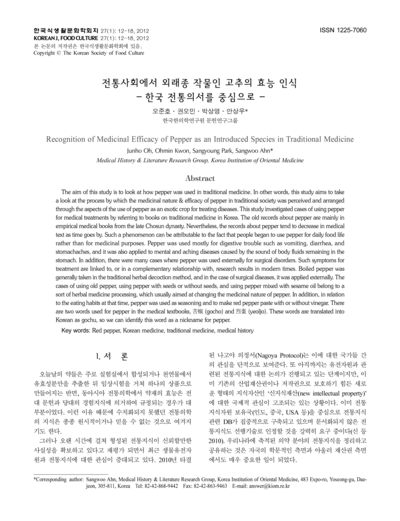 한국식생활문화학회지 27(1): 12-18, 2012
KOREAN J. FOOD CULTURE 27(1): 12-18, 2012
본 논문의 저작권은 한국식생활문화학회에 있음.
Copyright © The Korean Society of Food Culture
ISSN 1225-7060
전통사회에서 외래종 작물인 고추의 효능 인식
- 한국 전통의서를 중심으로 -
오준호·권오민·박상영·안상우*
한국한의학연구원 문헌연구그룹
Recognition of Medicinal Efficacy of Pepper as an Introduced Species in Traditional Medicine
Junho Oh, Ohmin Kwon, Sangyoung Park, Sangwoo Ahn*
Medical History & Literature Research Group, Korea Institution of Oriental Medicine
Abstract
The aim of this study is to look at how pepper was used in traditional medicine. In other words, this study aims to take
a look at the process by which the medicinal nature & efficacy of pepper in traditional society was perceived and arranged
through the aspects of the use of pepper as an exotic crop for treating diseases. This study investigated cases of using pepper
for medical treatments by referring to books on traditional medicine in Korea. The old records about pepper are mainly in
empirical medical books from the late Chosun dynasty. Nevertheless, the records about pepper tend to decrease in medical
text as time goes by. Such a phenomenon can be attributable to the fact that people began to use pepper for daily food life
rather than for medicinal purposes. Pepper was used mostly for digestive trouble such as vomiting, diarrhea, and
stomachaches, and it was also applied to mental and aching diseases caused by the sound of body fluids remaining in the
stomach. In addition, there were many cases where pepper was used externally for surgical disorders. Such symptoms for
treatment are linked to, or in a complementary relationship with, research results in modern times. Boiled pepper was
generally taken in the traditional herbal decoction method, and in the case of surgical diseases, it was applied externally. The
cases of using old pepper, using pepper with seeds or without seeds, and using pepper mixed with sesame oil belong to a
sort of herbal medicine processing, which usually aimed at changing the medicinal nature of pepper. In addition, in relation
to the eating habits at that time, pepper was used as seasoning and to make red pepper paste with or without vinegar. There
are two words used for pepper in the medical textbooks, 苦椒 (gocho) and 烈棗 (yeoljo). These words are translated into
Korean as gocho, so we can identify this word as a nickname for pepper.
Key words: Red pepper, Korean medicine, traditional medicine, medical history
I. 서 론
오늘날의 약들은 주로 실험실에서 합성되거나 천연물에서
유효성분만을 추출한 뒤 임상시험을 거쳐 하나의 상품으로
만들어지는 반면, 동아시아 전통의학에서 약재의 효능은 전
대 문헌과 당대의 경험지식에 의거하여 규정되는 경우가 대
부분이었다. 이런 이유 때문에 수치화되지 못했던 전통의학
의 지식은 종종 원시적이거나 믿을 수 없는 것으로 여겨지
기도 한다.
그러나 오랜 시간에 걸쳐 형성된 전통지식이 신뢰할만한
사실성을 확보하고 있다고 재평가 되면서 최근 생물유전자
원과 전통지식에 대한 관심이 증대되고 있다. 2010년 타결
된 나고야 의정서(Nagoya Protocol)는 이에 대한 국가들 간
의 관심을 단적으로 보여준다. 또 아직까지는 유전자원과 관
련된 전통지식에 대한 논의가 진행되고 있는 단계이지만, 이
런 기존의 산업재산권이나 저작권으로 보호하기 힘든 새로
운 형태의 지식자산인 '신지식재산(new intellectual property)'
에 대한 국제적 관심이 고조되고 있는 상황이다. 이미 전통
지식자원 보유국(인도, 중국, USA 등)을 중심으로 전통지식
관련 DB가 집중적으로 구축되고 있으며 문서화되지 않은 전
통지식도 선행기술로 인정할 것을 강력히 요구 중이다(신 등
2010). 우리나라에 축적된 의약 분야의 전통지식을 정리하고
공유하는 것은 자국의 학문적인 측면과 아울러 재산권 측면
에서도 매우 중요한 일이 되었다.
*Corresponding author: Sangwoo Ahn, Medical History & Literature Research Group, Korea Institution of Oriental Medicine, 483 Expo-ro, Yuseong-gu, Dae-
jeon, 305-811, Korea Tel: 82-42-868-9442 Fax: 82-42-863-9463 E-mail: answer@kiom.re.kr